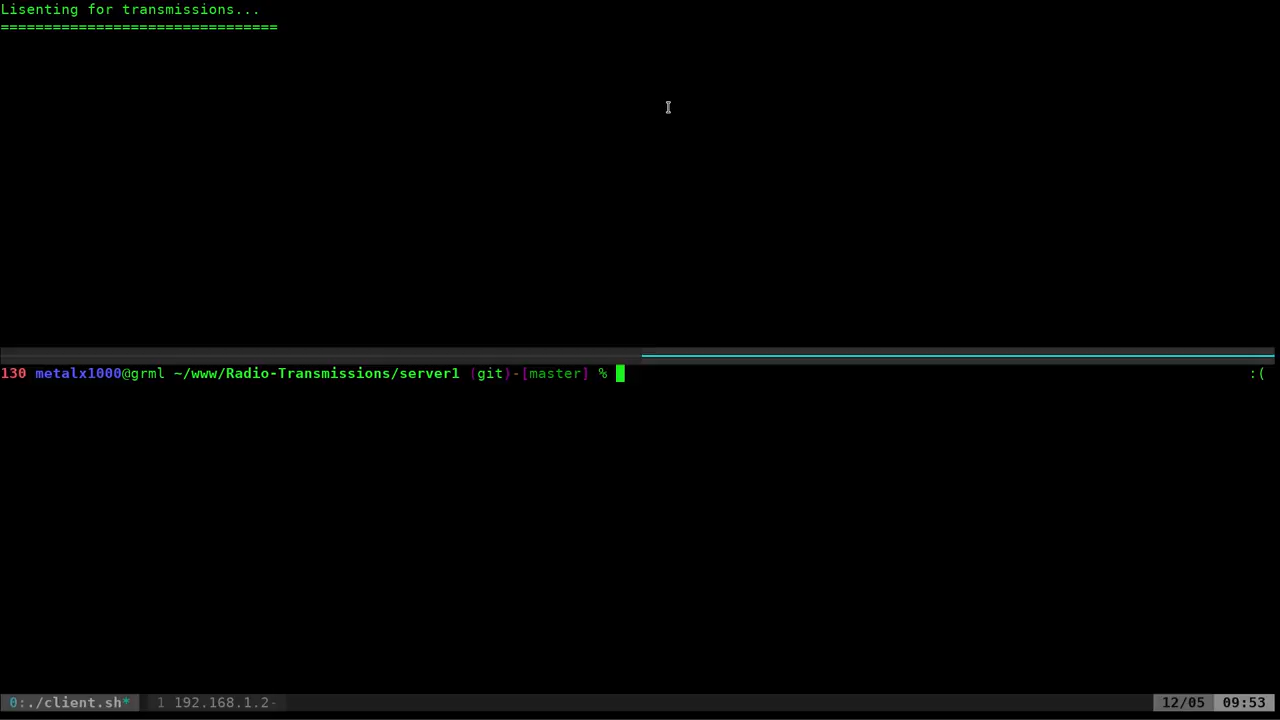 Lisenting for transmissions...
================================
130 metalx1000@grml ~/www/Radio-Transmissions/server1 (git)-[master] % :(
0:./client.sh* 1 192.168.1.2- 12/05 09:53